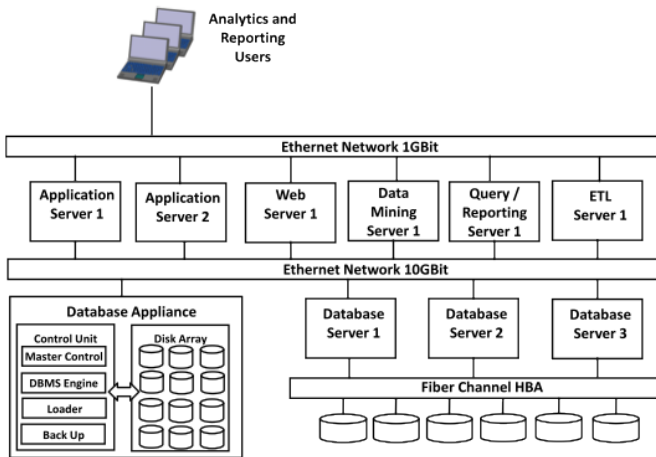 Analytics and
Reporting
Users
Ethernet Network 1GBit
Application
Server 1
Application
Server 2
Web
Server 1
Data
Mining
Server 1
Query /
Reporting
Server 1
ETL
Server 1
Ethernet Network 10GBit
Database Appliance
Control Unit
Master Control
DBMS Engine
Loader
Back Up
Disk Array
Database
Server 1
Database
Server 2
Database
Server 3
Fiber Channel HBA